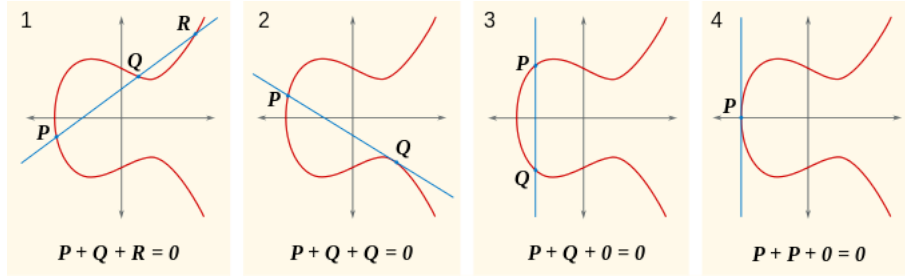 1
R
Q
P
P + Q + R = 0
2
P
Q
P + Q + Q = 0
3
P
Q
P + Q + 0 = 0
4
P
P + P + 0 = 0